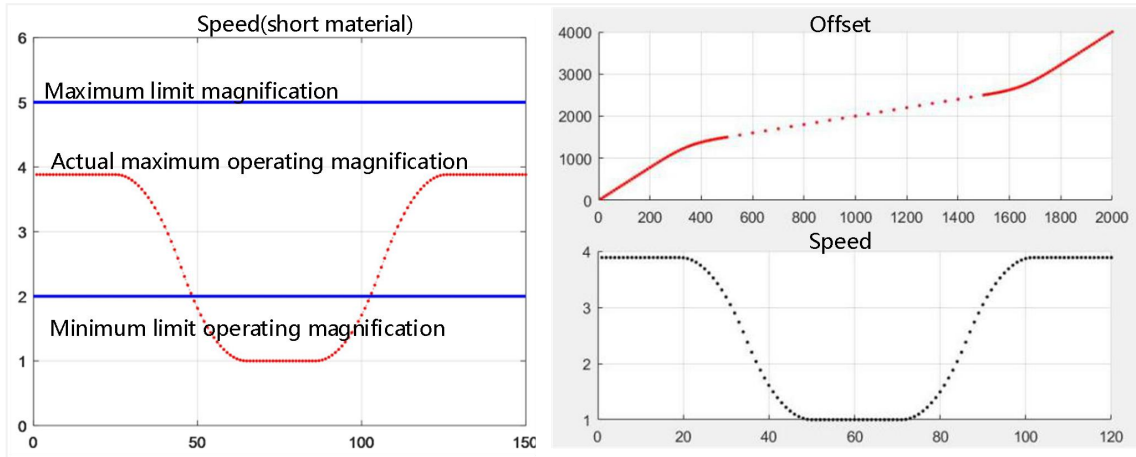 Speed(short material)
6
5
4
3
2
1
0
Maximum limit magnification
Actual maximum operating magnification
Minimum limit operating magnification
0 50 100 150
Offset
4000
3000
2000
1000
0
0 200 400 600 800 1000 1200 1400 1600 1800 2000
Speed
4
3
2
1
0 20 40 60 80 100 120